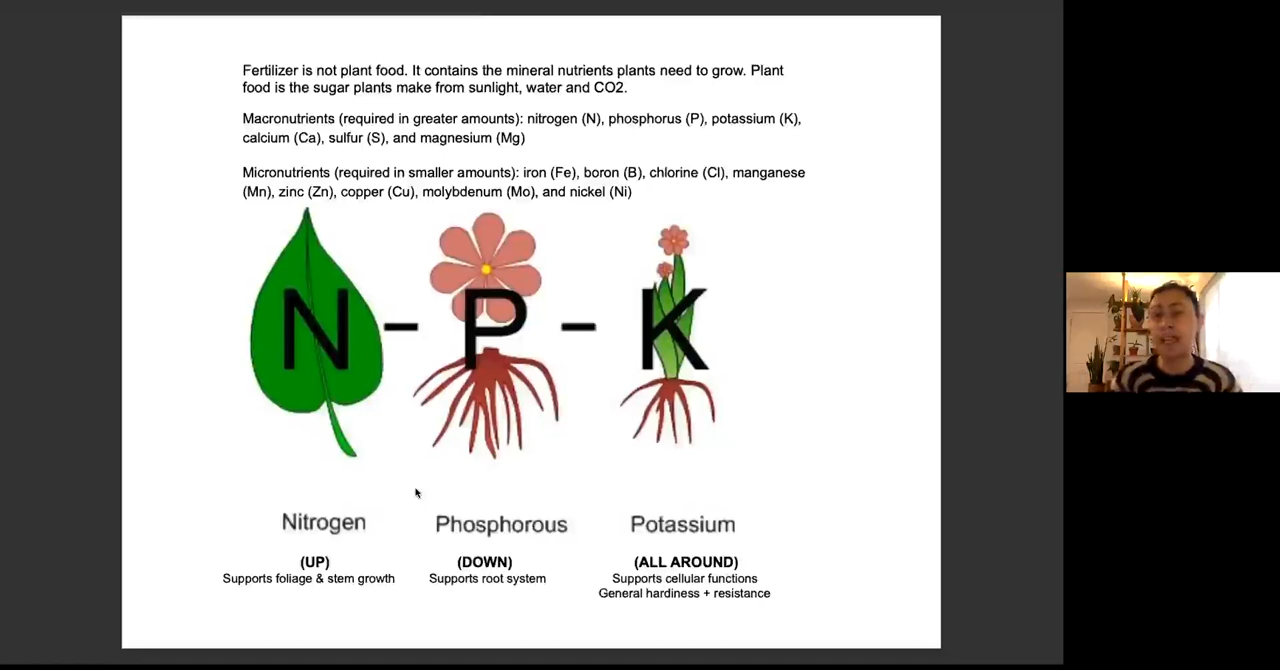 Fertilizer is not plant food. It contains the mineral nutrients plants need to grow. Plant
food is the sugar plants make from sunlight, water and CO2.
Macronutrients (required in greater amounts): nitrogen (N), phosphorus (P), potassium (K),
calcium (Ca), sulfur (S), and magnesium (Mg)
Micronutrients (required in smaller amounts): iron (Fe), boron (B), chlorine (Cl), manganese
(Mn), zinc (Zn), copper (Cu), molybdenum (Mo), and nickel (Ni)
N - P - K
Nitrogen Phosphorous Potassium
(UP) (DOWN) (ALL AROUND)
Supports foliage & stem growth Supports root system Supports cellular functions
General hardiness + resistance